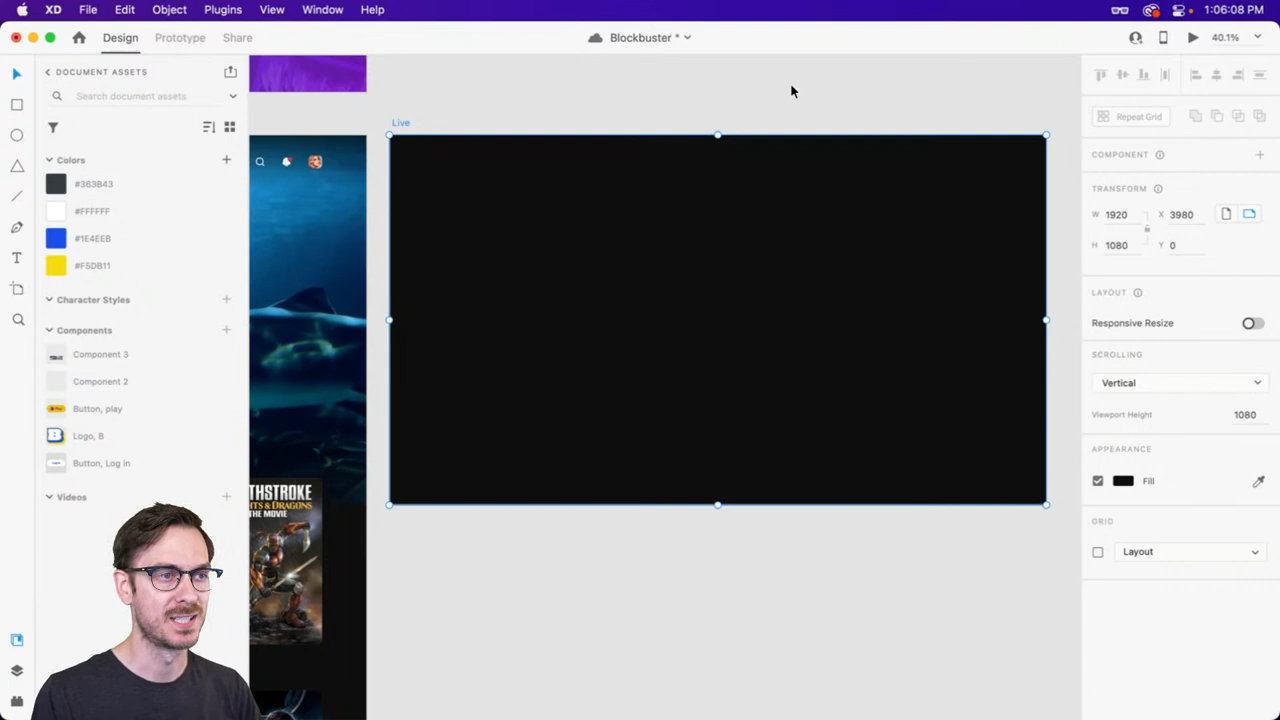 XD File Edit Object Plugins View Window Help
1:06:08 PM
Design Prototype Share
Blockbuster *
40.1%
DOCUMENT ASSETS
Search document assets
Colors
#363B43
#FFFFFF
#1E4EEB
#F5DB11
Character Styles
Components
Component 3
Component 2
Button, play
Logo, B
Button, Log in
Videos
Live
THSTROKE
HTS & DRAGONS
THE MOVIE
Repeat Grid
COMPONENT
TRANSFORM
W 1920 X 3980
H 1080 Y 0
LAYOUT
Responsive Resize
SCROLLING
Vertical
Viewport Height 1080
APPEARANCE
Fill
GRID
Layout